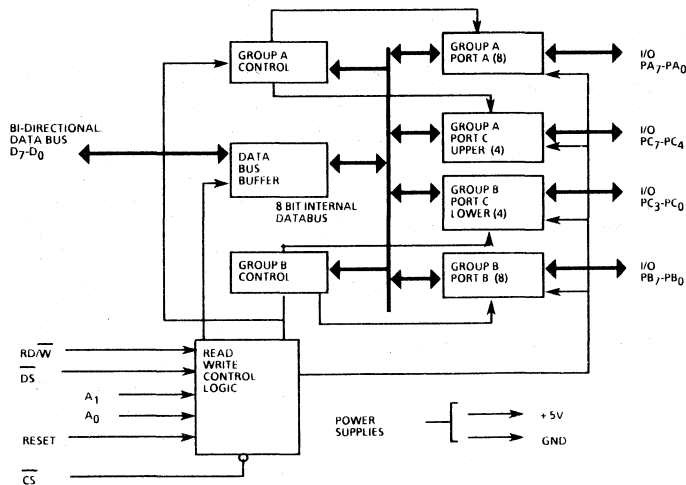 GROUP A
CONTROL
GROUP A
PORT A (8)
I/O
PA7-PA0
BI-DIRECTIONAL
DATA BUS
D7-D0
DATA
BUS
BUFFER
GROUP A
PORT C
UPPER (4)
I/O
PC7-PC4
8 BIT INTERNAL
DATABUS
GROUP B
PORT C
LOWER (4)
I/O
PC3-PC0
GROUP B
CONTROL
GROUP B
PORT B (8)
I/O
PB7-PB0
RD/W̅
D̅S̅
A1
A0
RESET
C̅S̅
READ
WRITE
CONTROL
LOGIC
POWER
SUPPLIES
+5V
GND